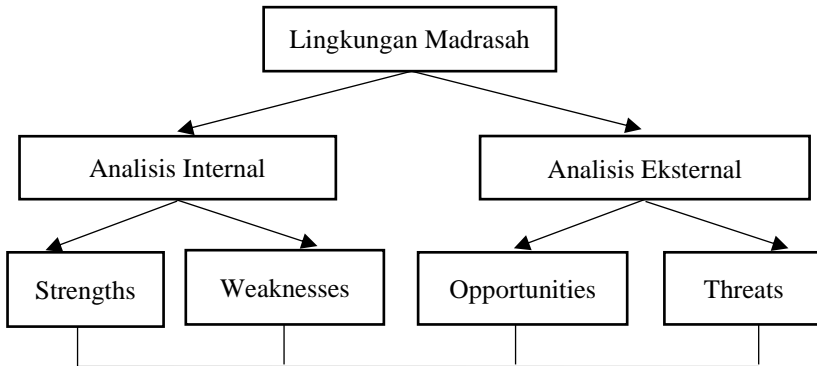 Lingkungan Madrasah
Analisis Internal
Analisis Eksternal
Strengths
Weaknesses
Opportunities
Threats